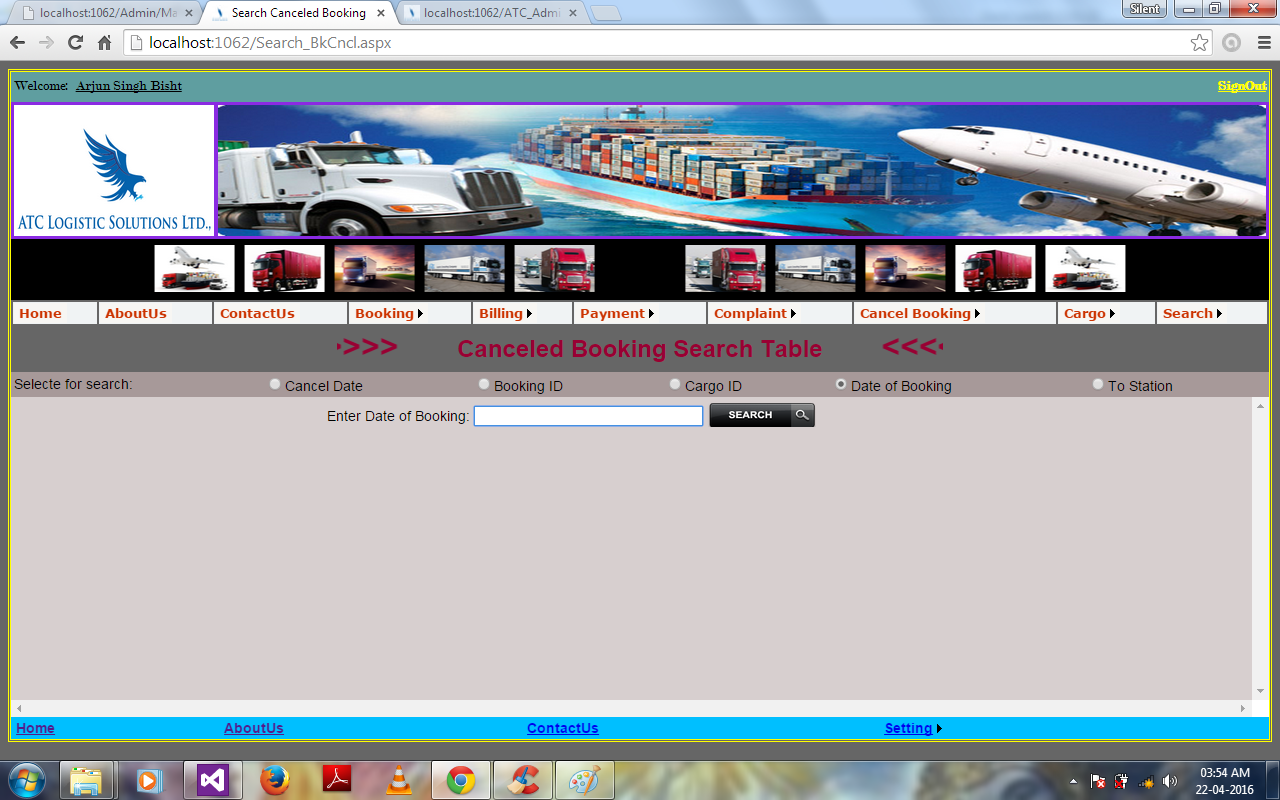 localhost:1062/Admin/Ma Search Canceled Booking localhost:1062/ATC_Admi Silent
localhost:1062/Search_BkCncl.aspx
Welcome: Arjun Singh Bisht SignOut
ATC LOGISTIC SOLUTIONS LTD.,
Home AboutUs ContactUs Booking Billing Payment Complaint Cancel Booking Cargo Search
>>> Canceled Booking Search Table <<<
Selecte for search: Cancel Date Booking ID Cargo ID Date of Booking To Station
Enter Date of Booking: SEARCH
Home AboutUs ContactUs Setting
03:54 AM
22-04-2016